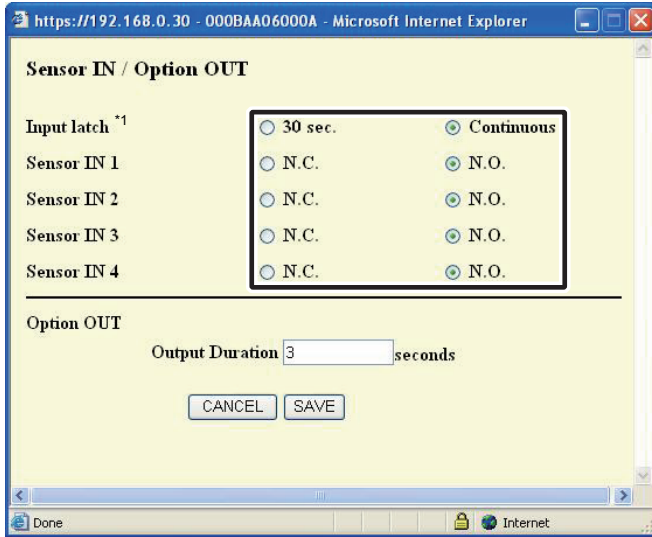 https://192.168.0.30 - 000BAA06000A - Microsoft Internet Explorer
Sensor IN / Option OUT
Input latch *1 30 sec. Continuous
Sensor IN 1 N.C. N.O.
Sensor IN 2 N.C. N.O.
Sensor IN 3 N.C. N.O.
Sensor IN 4 N.C. N.O.
Option OUT
Output Duration 3 seconds
CANCEL SAVE
Done Internet